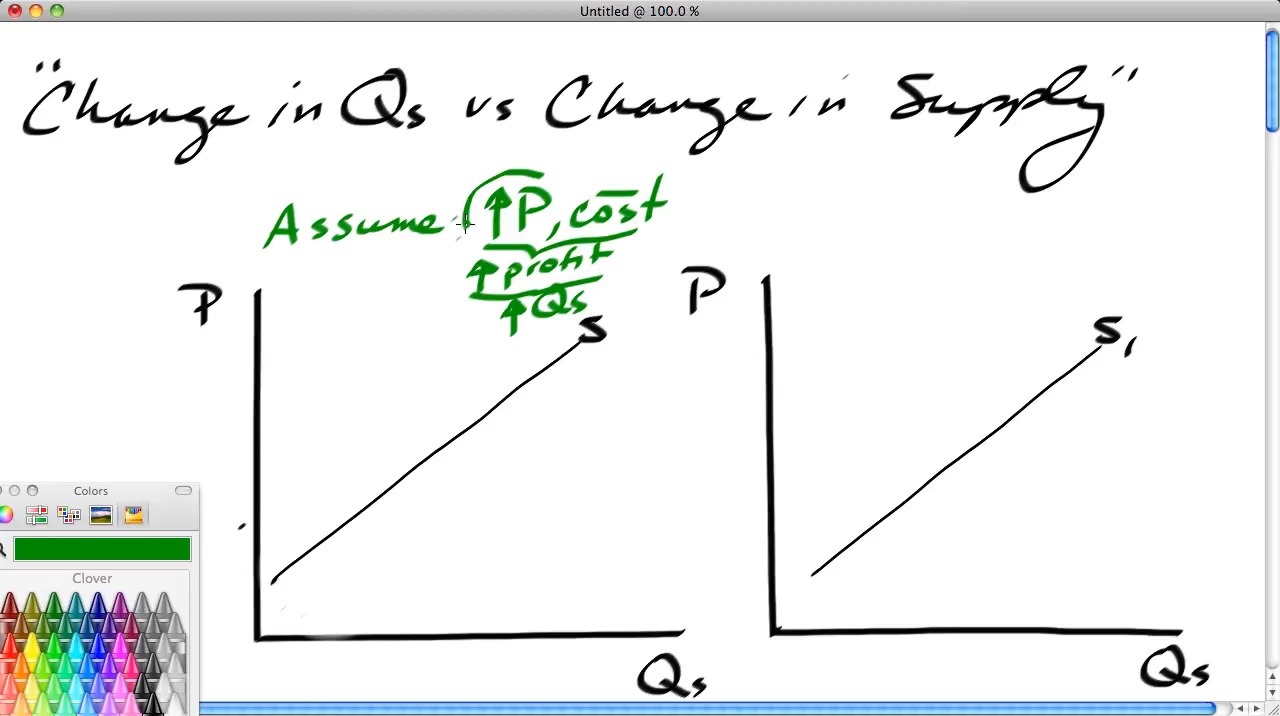 Untitled @ 100.0 %
"Change in Qs vs Change in Supply"
Assume: ↑P, cost
↑ profit
↑ Qs
P
S
Qs
P
S₁
Qs
Colors
Clover